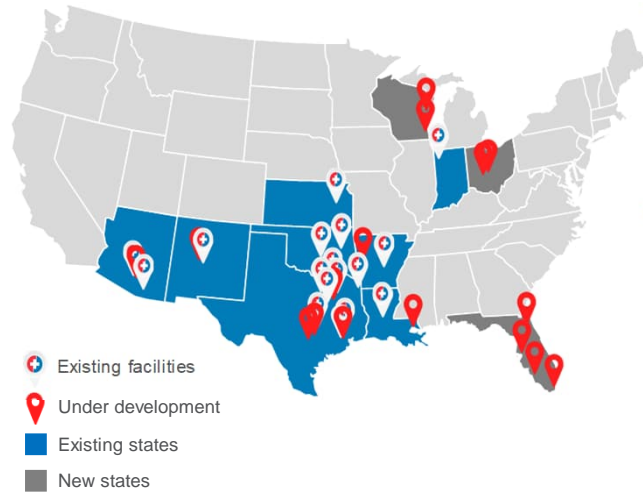 Existing facilities
Under development
Existing states
New states